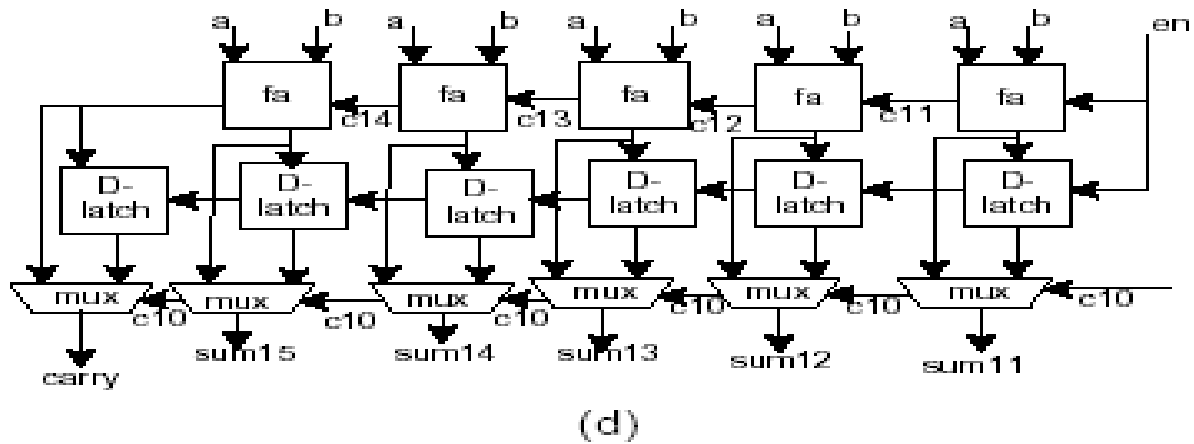 a b a b a b a b a b en
fa fa fa fa fa
c14 c13 c12 c11
D-latch D-latch D-latch D-latch D-latch D-latch
mux mux mux mux mux mux
c10 c10 c10 c10 c10 c10
carry sum15 sum14 sum13 sum12 sum11
(d)